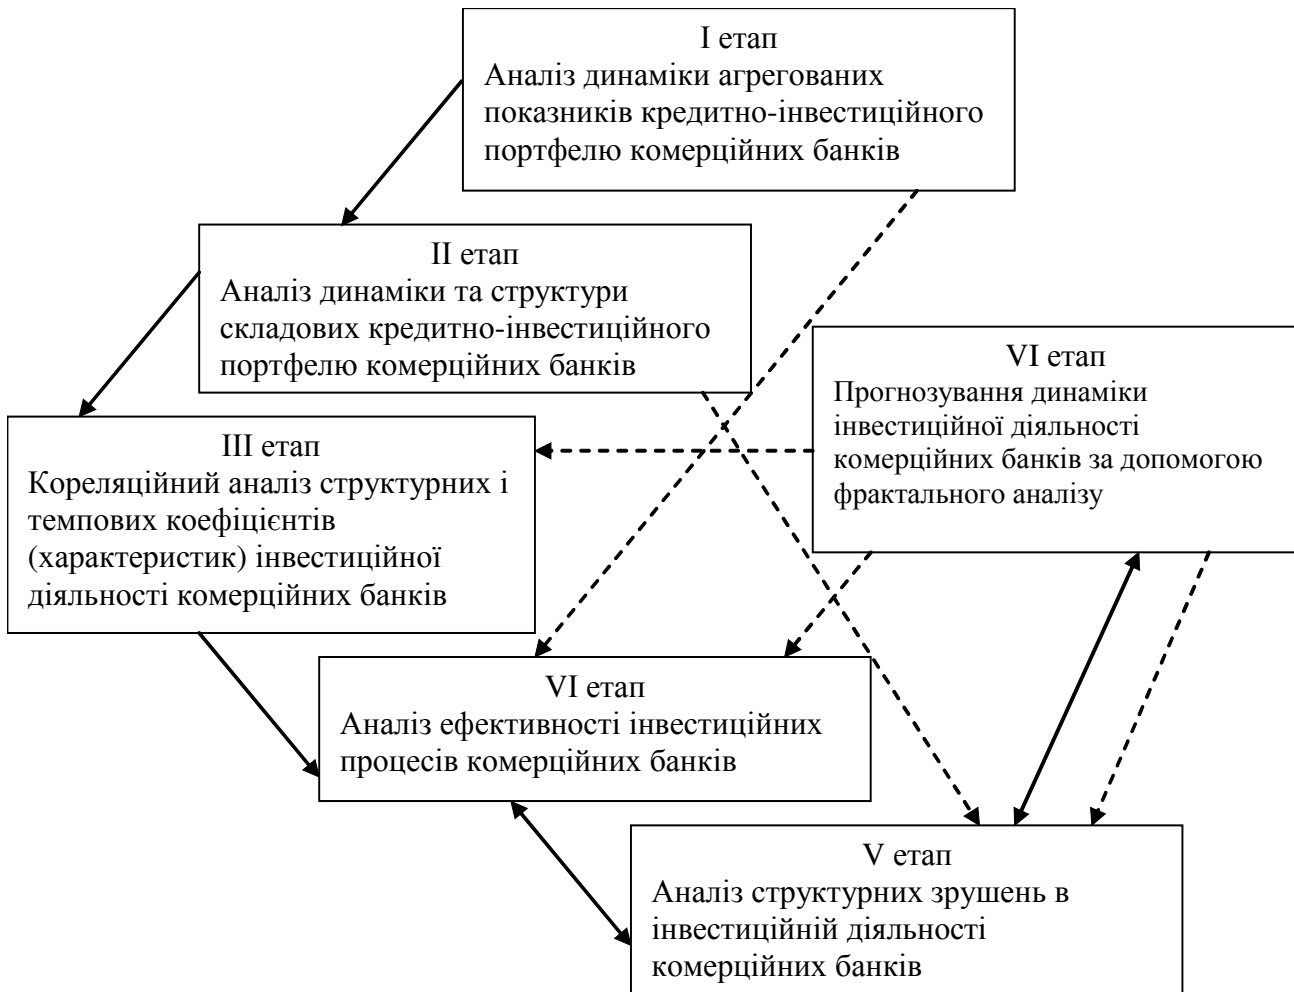 I етап
Аналіз динаміки агрегованих
показників кредитно-інвестиційного
портфелю комерційних банків
II етап
Аналіз динаміки та структури
складових кредитно-інвестиційного
портфелю комерційних банків
VI етап
Прогнозування динаміки
інвестиційної діяльності
комерційних банків за допомогою
фрактального аналізу
III етап
Кореляційний аналіз структурних і
темпових коефіцієнтів
(характеристик) інвестиційної
діяльності комерційних банків
VI етап
Аналіз ефективності інвестиційних
процесів комерційних банків
V етап
Аналіз структурних зрушень в
інвестиційній діяльності
комерційних банків